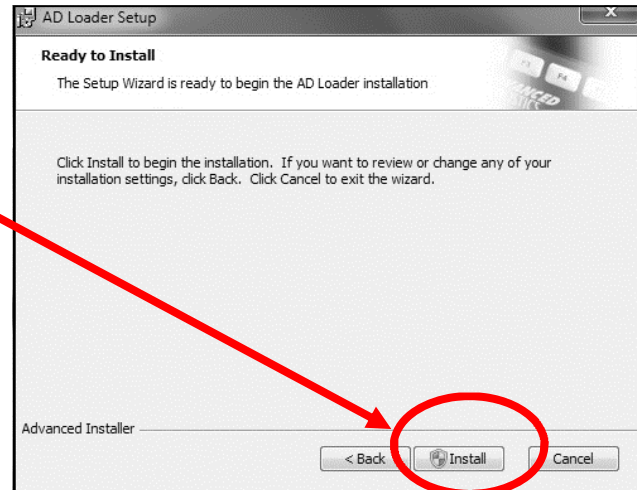 AD Loader Setup
Ready to Install
The Setup Wizard is ready to begin the AD Loader installation
F3
F4
Click Install to begin the installation. If you want to review or change any of your
installation settings, click Back. Click Cancel to exit the wizard.
Advanced Installer
< Back
Install
Cancel